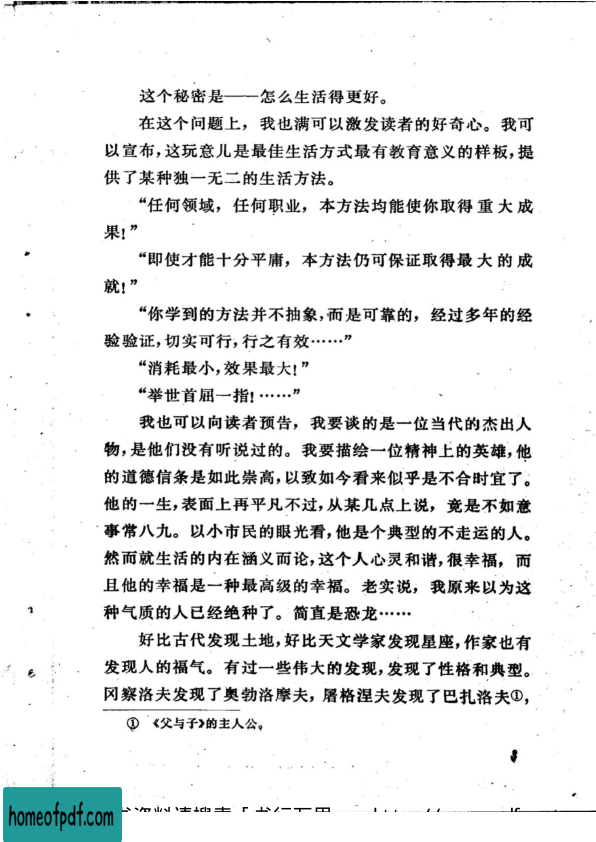 这个秘密是——怎么生活得更好。
在这个问题上，我也满可以激发读者的好奇心。我可
以宣布，这玩意儿是最佳生活方式最有教育意义的样板，提
供了某种独一无二的生活方法。
“任何领域，任何职业，本方法均能使你取得重大成
果！”
“即使才能十分平庸，本方法仍可保证取得最大的成
就！”
“你学到的方法并不抽象，而是可靠的，经过多年的经
验验证，切实可行，行之有效……”
“消耗最小，效果最大！”
“举世首屈一指！……”
我也可以向读者预告，我要谈的是一位当代的杰出人
物，是他们没有听说过的。我要描绘一位精神上的英雄，他
的道德信条是如此崇高，以致如今看来似乎是不合时宜了。
他的一生，表面上再平凡不过，从某几点上说，竟是不如意
事常八九。以小市民的眼光看，他是个典型的不走运的人。
然而就生活的内在涵义而论，这个人心灵和谐，很幸福，而
且他的幸福是一种最高级的幸福。老实说，我原来以为这
种气质的人已经绝种了。简直是恐龙……
好比古代发现土地，好比天文学家发现星座，作家也有
发现人的福气。有过一些伟大的发现，发现了性格和典型。
冈察洛夫发现了奥勃洛摩夫，屠格涅夫发现了巴扎洛夫①，
① 《父与子》的主人公。
homeofpdf.com